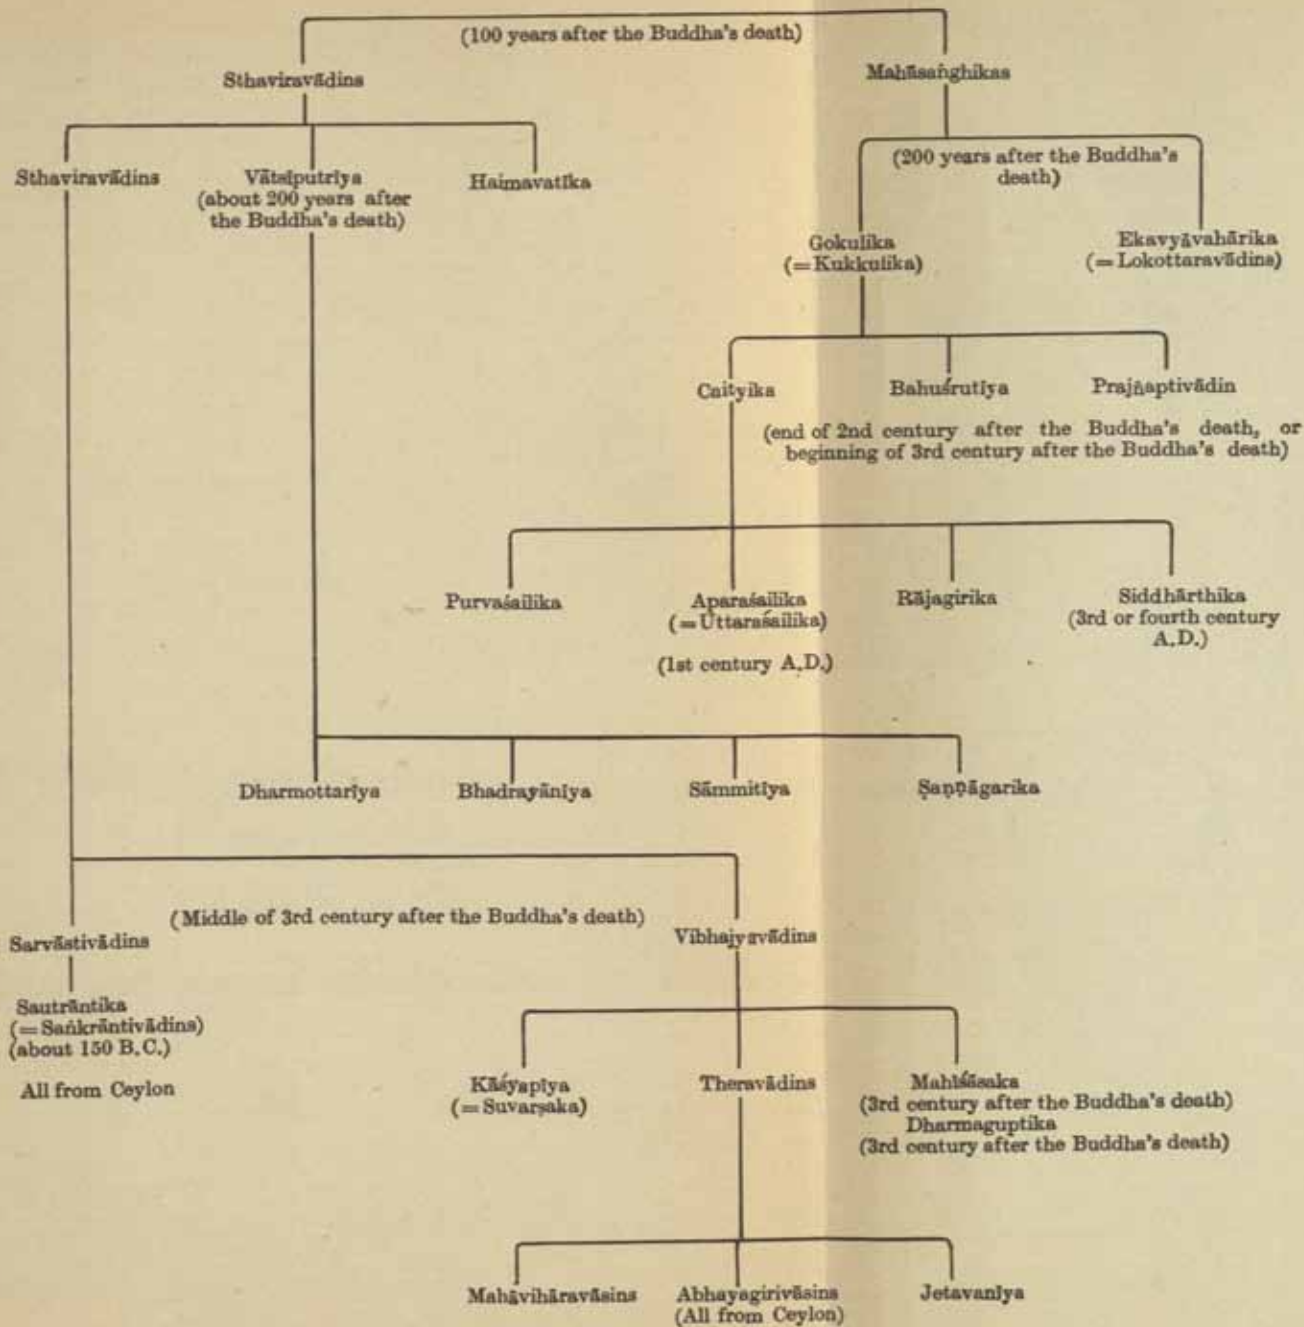 (100 years after the Buddha's death)
Sthaviravādins
Mahāsaṅghikas
Sthaviravādins
Vātsiputrīya
(about 200 years after
the Buddha's death)
Haimavatīka
(200 years after the Buddha's
death)
Gokulika
(=Kukkulika)
Ekavyāvahārika
(=Lokottaravādins)
Caityika
Bahuśrutīya
Prajñaptivādin
(end of 2nd century after the Buddha's death, or
beginning of 3rd century after the Buddha's death)
Purvaśailika
Aparaśailika
(=Uttaraśailika)
(1st century A.D.)
Rājagirika
Siddhārthika
(3rd or fourth century
A.D.)
Dharmottarīya
Bhadrayānīya
Sāmmitīya
Ṣaṇṇāgarika
(Middle of 3rd century after the Buddha's death)
Sarvāstivādins
Vibhajyavādins
Sautrāntika
(=Saṅkrāntivādins)
(about 150 B.C.)
All from Ceylon
Kāśyapīya
(=Suvarṣaka)
Theravādins
Mahīśāsaka
(3rd century after the Buddha's death)
Dharmaguptika
(3rd century after the Buddha's death)
Mahāvihāravāsins
Abhayagirivāsins
(All from Ceylon)
Jetavanīya